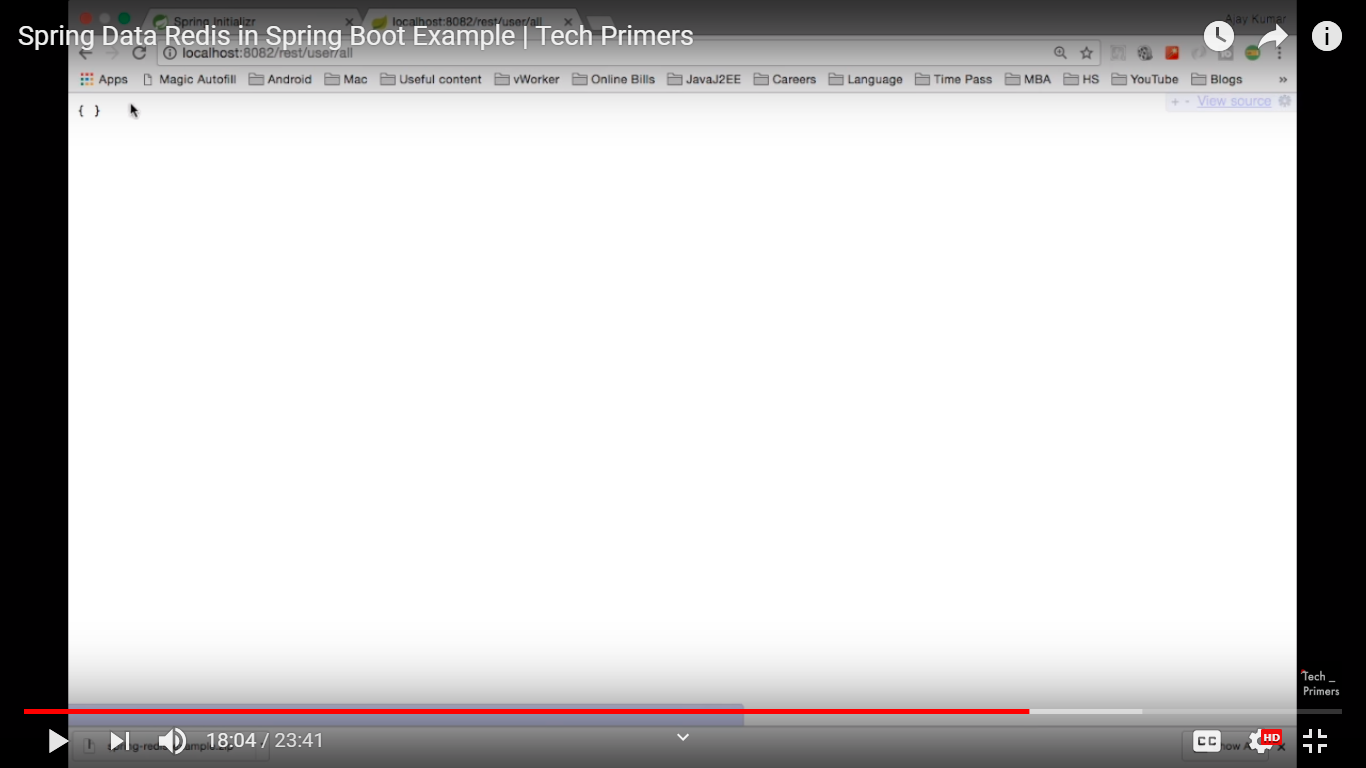 Spring Initializr
localhost:8082/rest/user/all
Ajay Kumar
Spring Data Redis in Spring Boot Example | Tech Primers
localhost:8082/rest/user/all
Apps Magic Autofill Android Mac Useful content vWorker Online Bills JavaJ2EE Careers Language Time Pass MBA HS YouTube Blogs »
{ }
+ - View source
Tech _
Primers
18:04 / 23:41
CC
HD